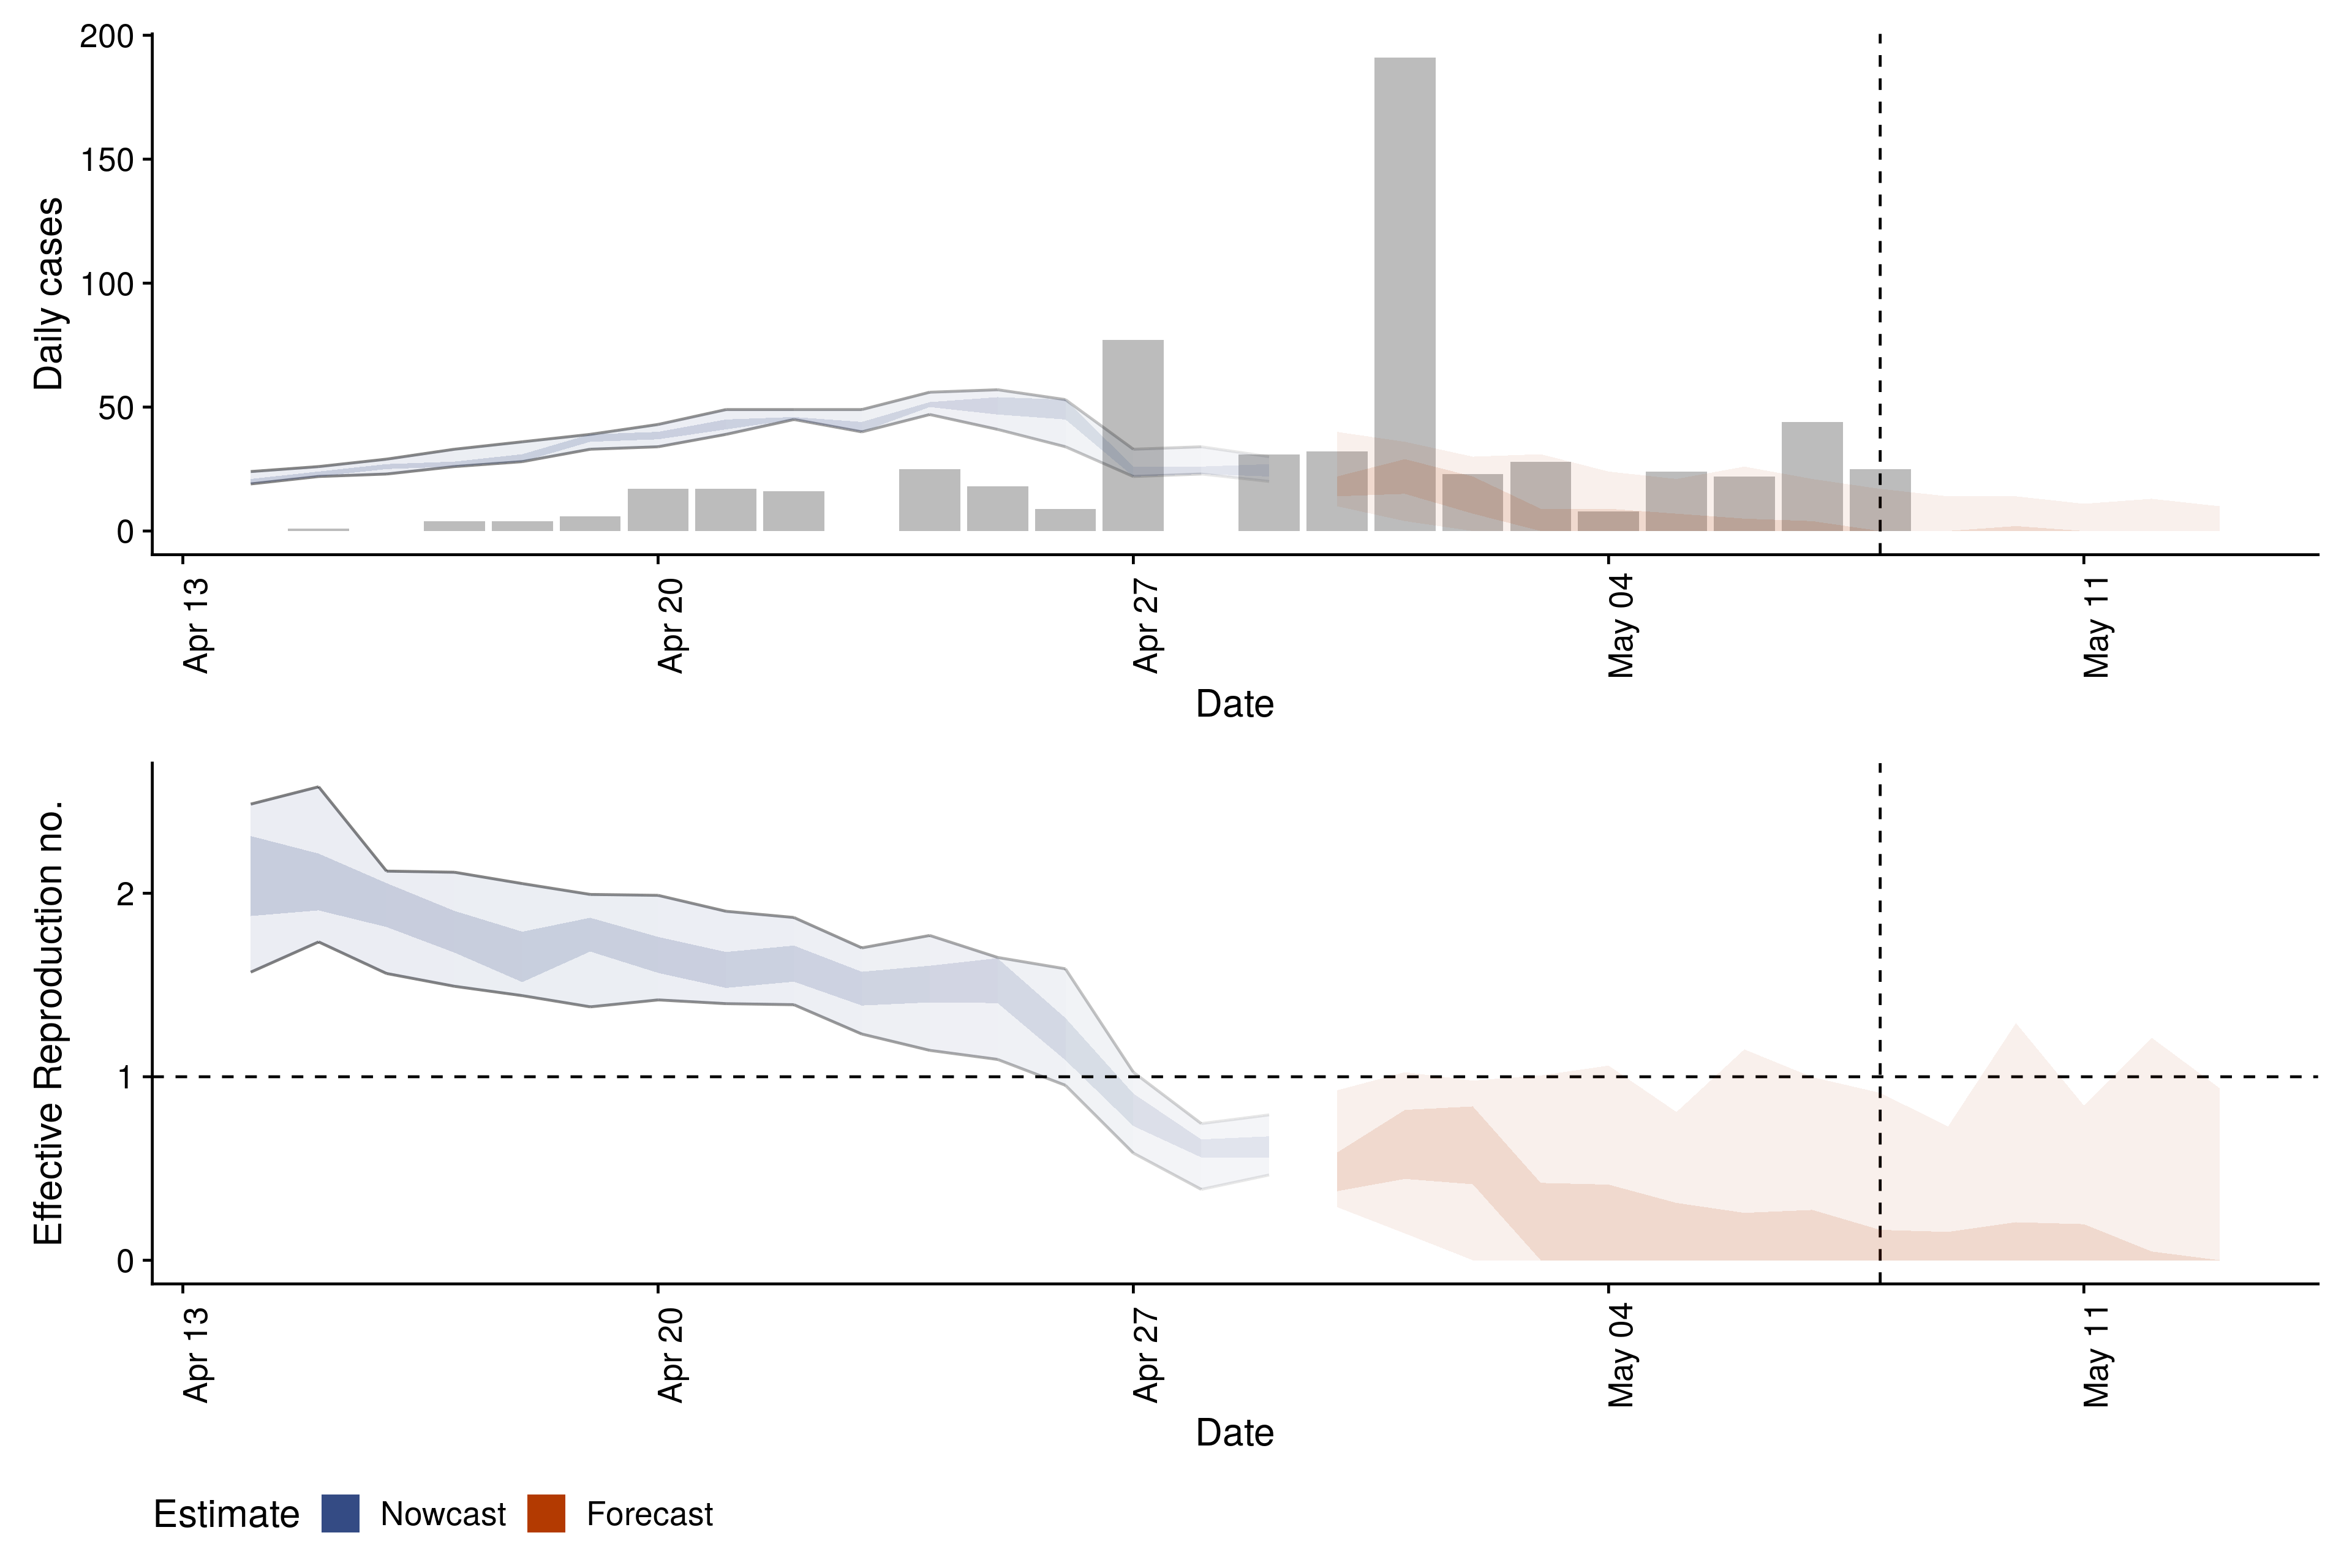 200
150
100
50
0
Daily cases
Apr 13
Apr 20
Apr 27
May 04
May 11
Date
2
1
0
Effective Reproduction no.
Apr 13
Apr 20
Apr 27
May 04
May 11
Date
Estimate Nowcast Forecast